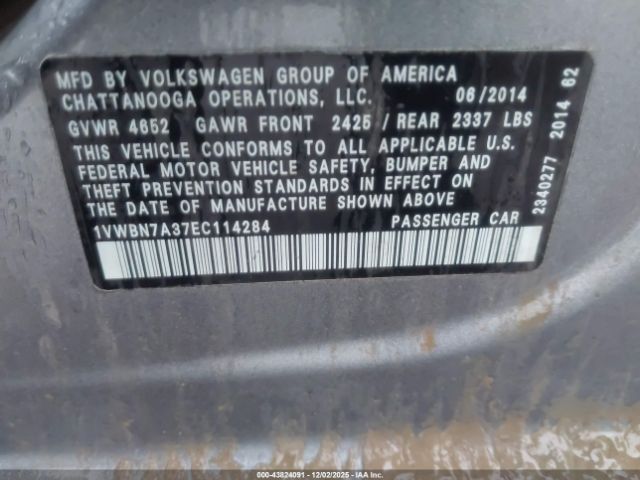 MFD BY VOLKSWAGEN GROUP OF AMERICA
CHATTANOOGA OPERATIONS, LLC. 06/2014
GVWR 4652 GAWR FRONT 2425 / REAR 2337 LBS
THIS VEHICLE CONFORMS TO ALL APPLICABLE U.S.
FEDERAL MOTOR VEHICLE SAFETY, BUMPER AND
THEFT PREVENTION STANDARDS IN EFFECT ON
THE DATE OF MANUFACTURE SHOWN ABOVE
1VWBN7A37EC114284 PASSENGER CAR
2340277 2014 62
000-43824091 - 12/02/2025 - IAAI.CA